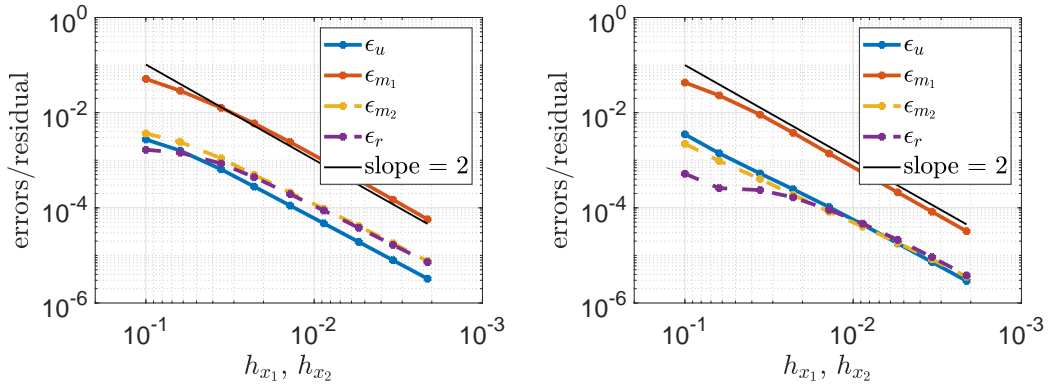 10^0
10^{-2}
10^{-4}
10^{-6}
errors/residual
10^{-1}
10^{-2}
10^{-3}
h_{x_1}, h_{x_2}
ϵ_u
ϵ_{m_1}
ϵ_{m_2}
ϵ_r
slope = 2
10^0
10^{-2}
10^{-4}
10^{-6}
errors/residual
10^{-1}
10^{-2}
10^{-3}
h_{x_1}, h_{x_2}
ϵ_u
ϵ_{m_1}
ϵ_{m_2}
ϵ_r
slope = 2